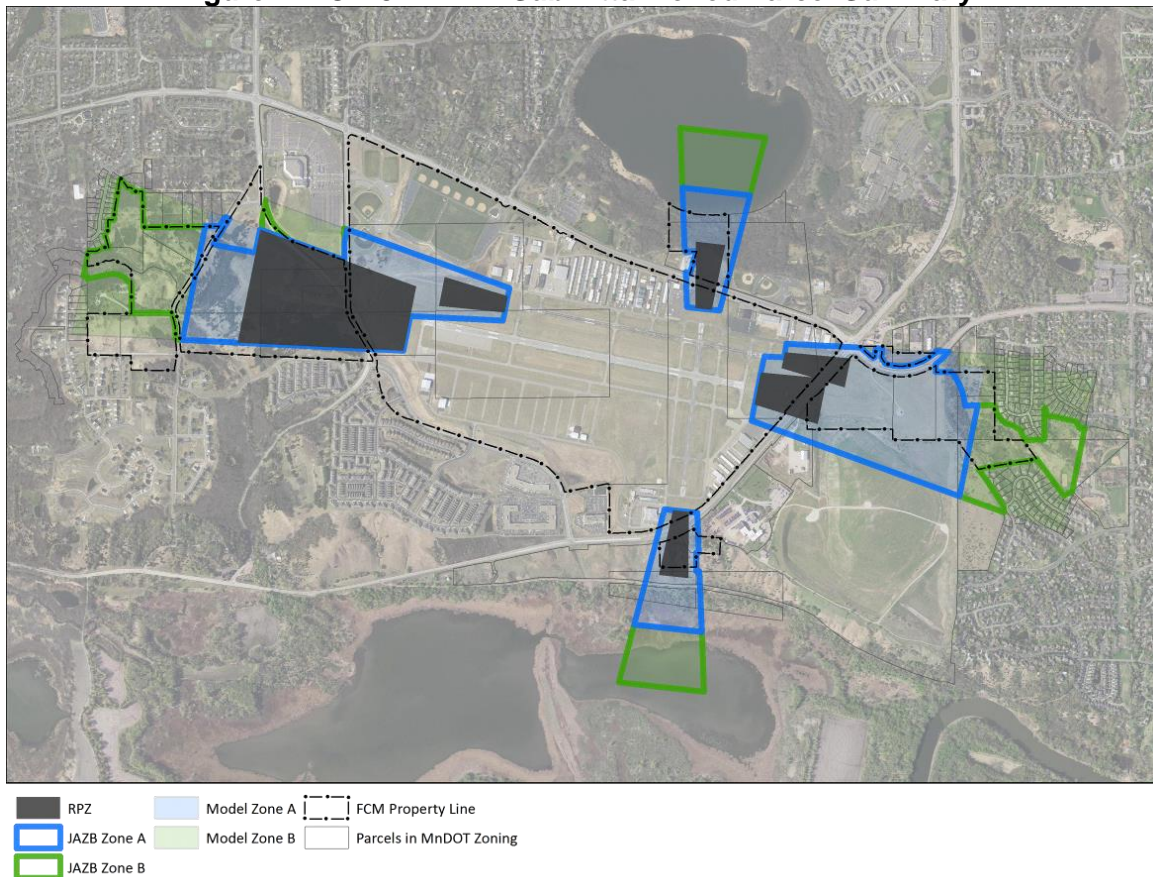 RPZ
Model Zone A
FCM Property Line
JAZB Zone A
Model Zone B
Parcels in MnDOT Zoning
JAZB Zone B